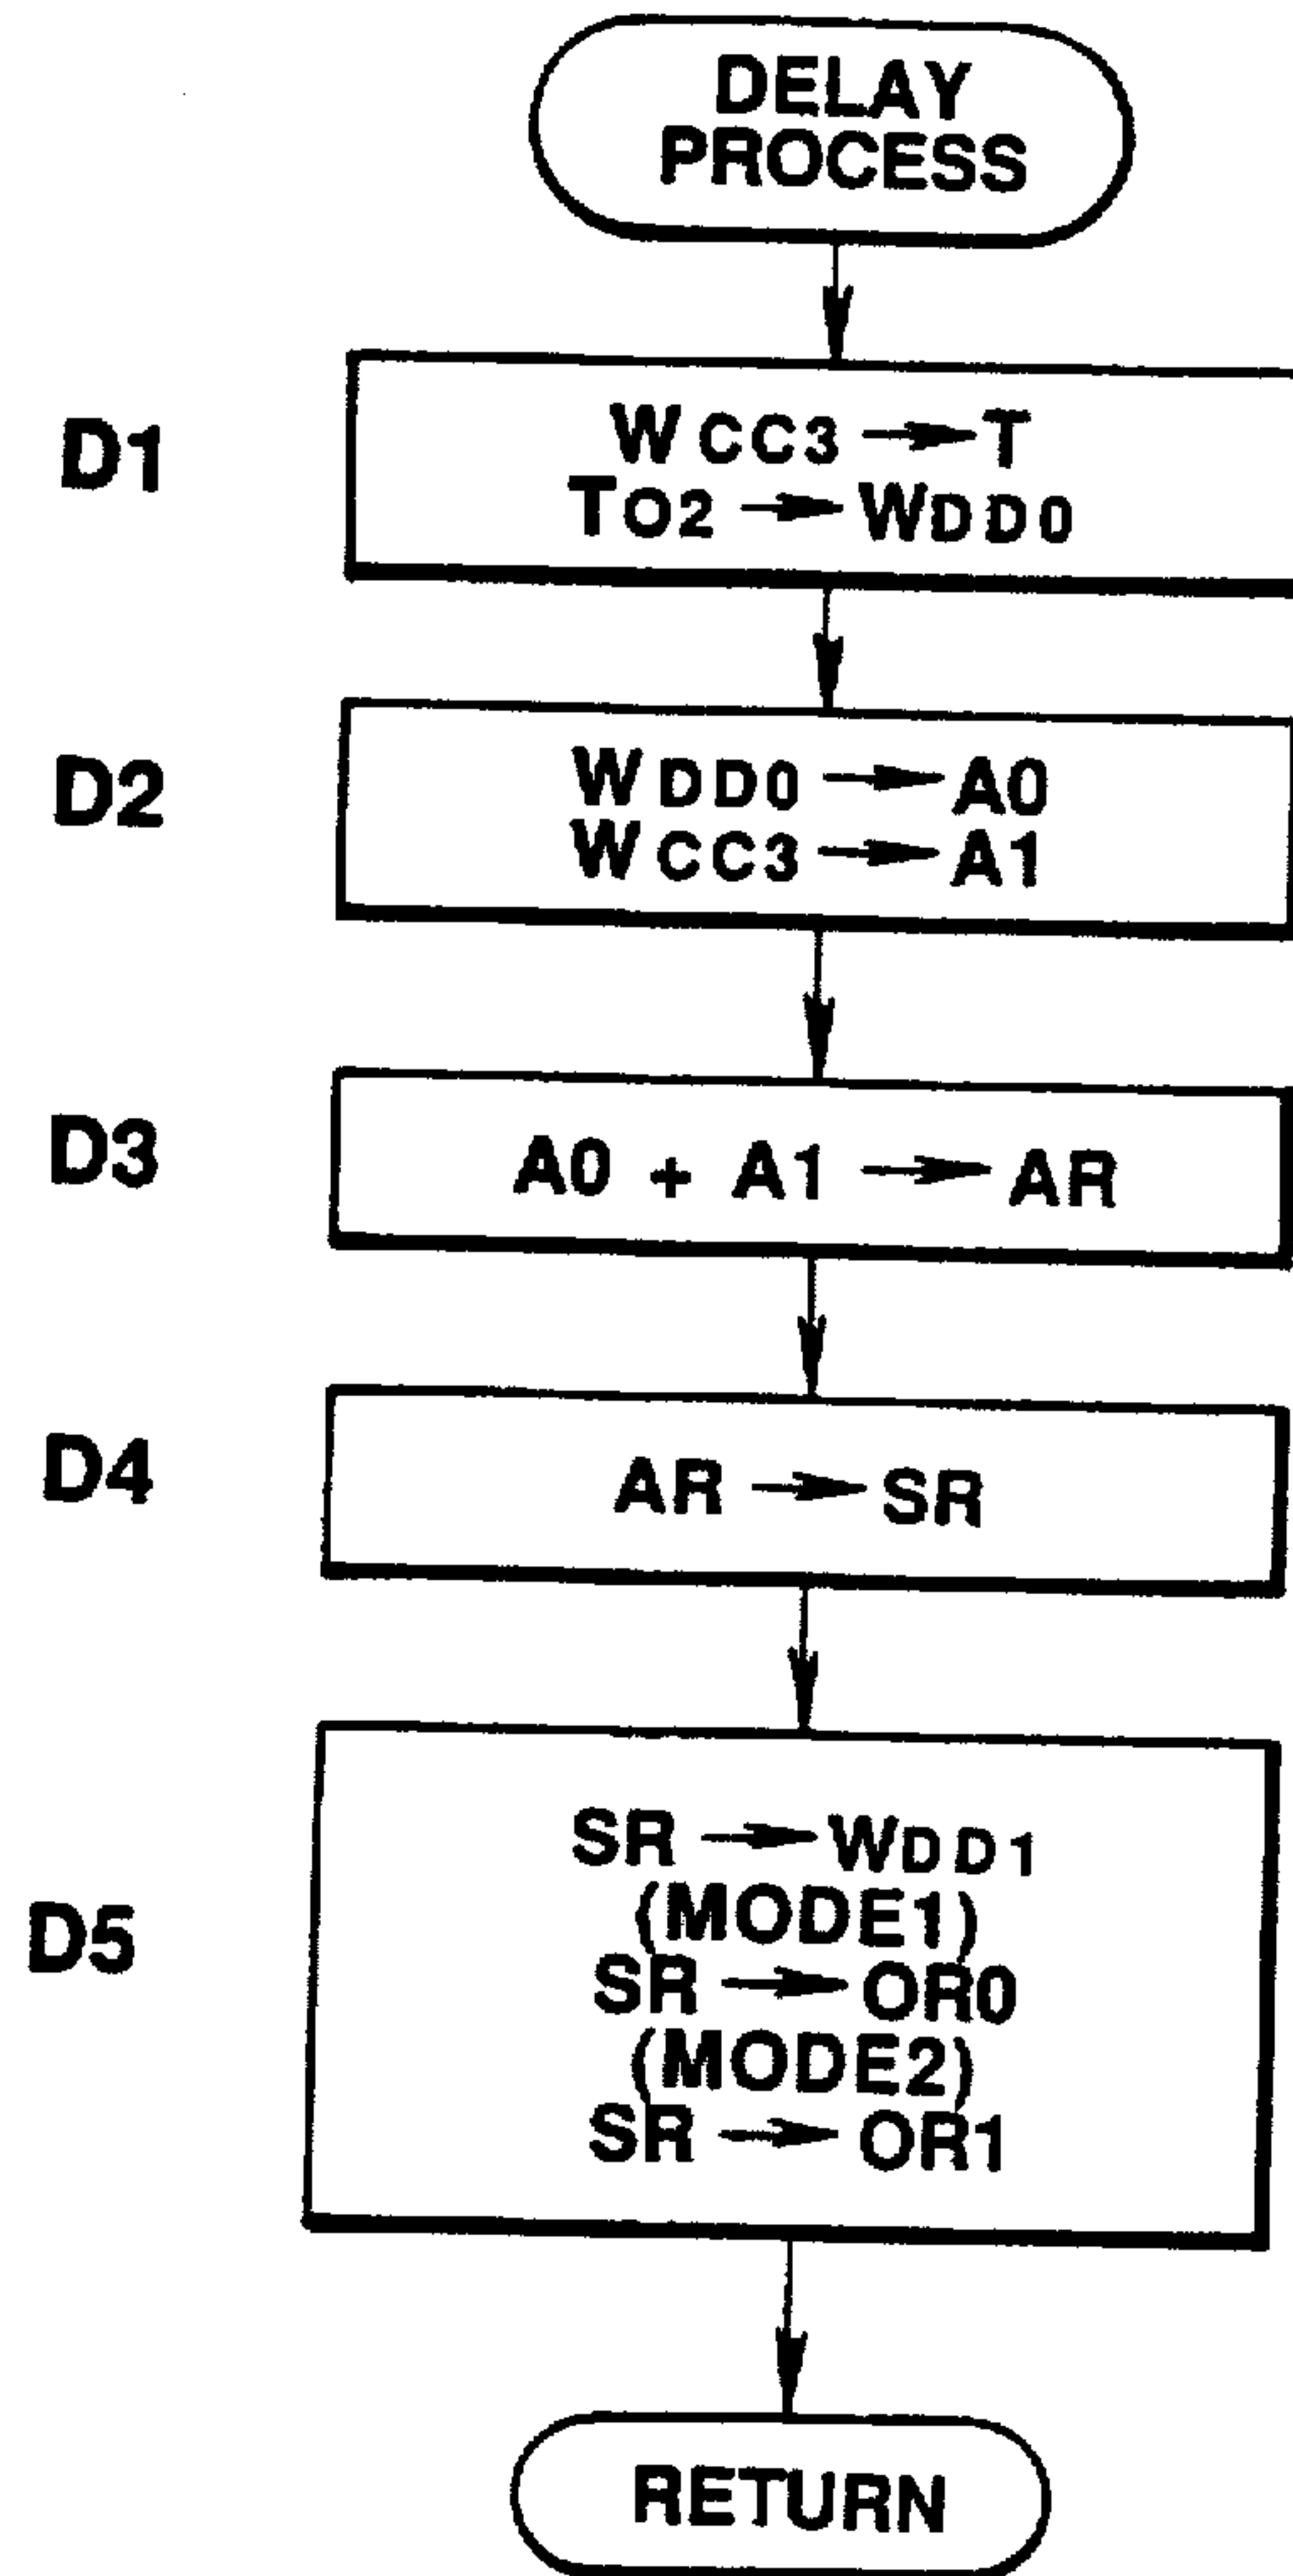 DELAY
PROCESS
D1
WCC3 → T
TO2 → WDD0
D2
WDD0 → A0
WCC3 → A1
D3
A0 + A1 → AR
D4
AR → SR
D5
SR → WDD1
(MODE1)
SR → OR0
(MODE2)
SR → OR1
RETURN